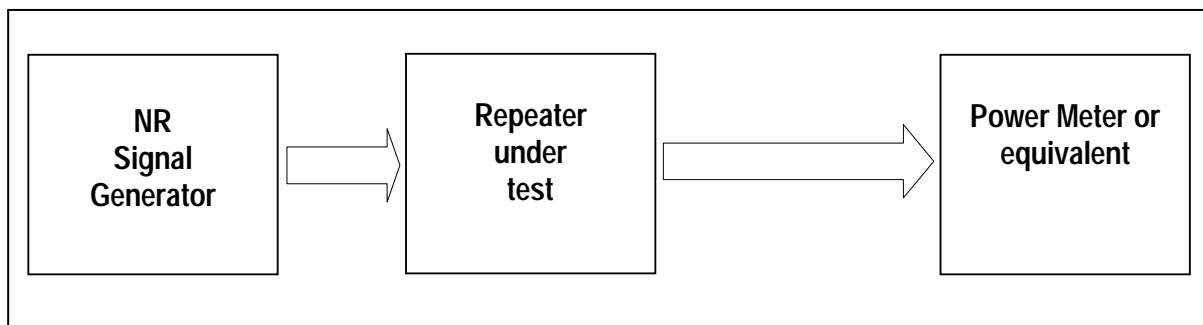 NR
Signal
Generator
Repeater
under
test
Power Meter or
equivalent